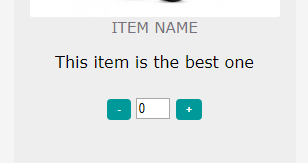 ITEM NAME
This item is the best one
- 0 +